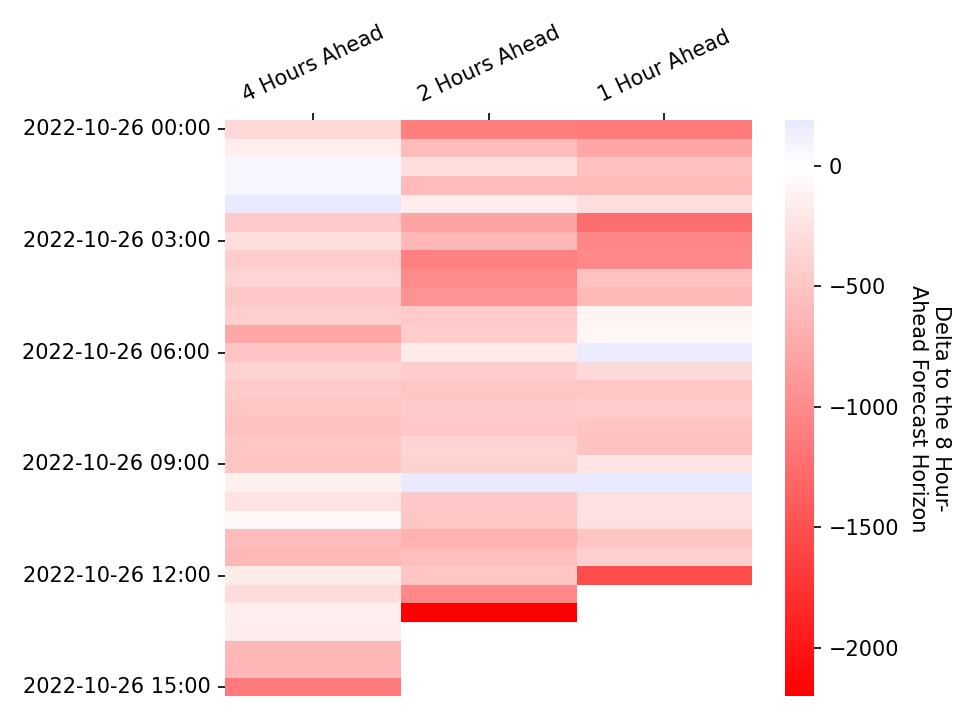 4 Hours Ahead
2 Hours Ahead
1 Hour Ahead
2022-10-26 00:00
2022-10-26 03:00
2022-10-26 06:00
2022-10-26 09:00
2022-10-26 12:00
2022-10-26 15:00
0
−500
−1000
−1500
−2000
Delta to the 8 Hour-
Ahead Forecast Horizon